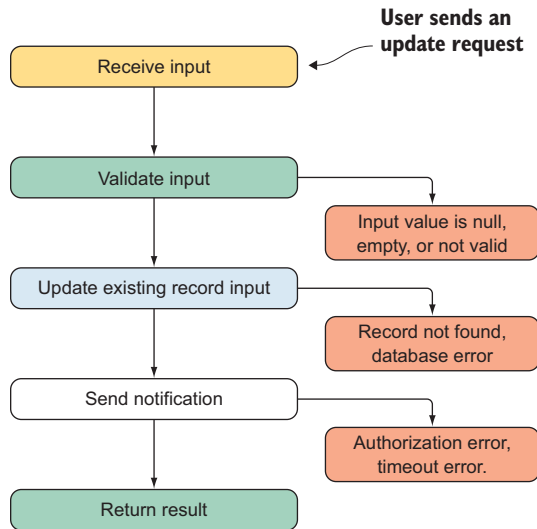 User sends an
update request
Receive input
Validate input
Input value is null,
empty, or not valid
Update existing record input
Record not found,
database error
Send notification
Authorization error,
timeout error.
Return result